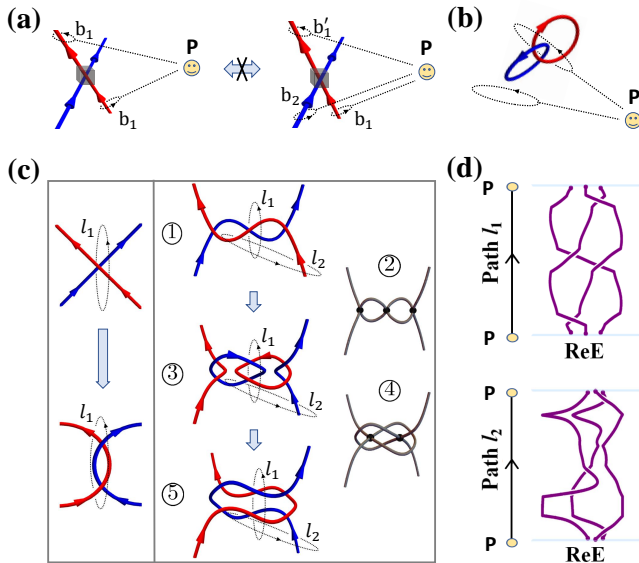 (a)
b₁
P
b₁
b₁′
P
b₂
b₁
(b)
P
(c)
l₁
l₁
①
l₁
l₂
②
③
l₁
l₂
④
⑤
l₁
l₂
(d)
P
Path l₁
P
ReE
P
Path l₂
P
ReE